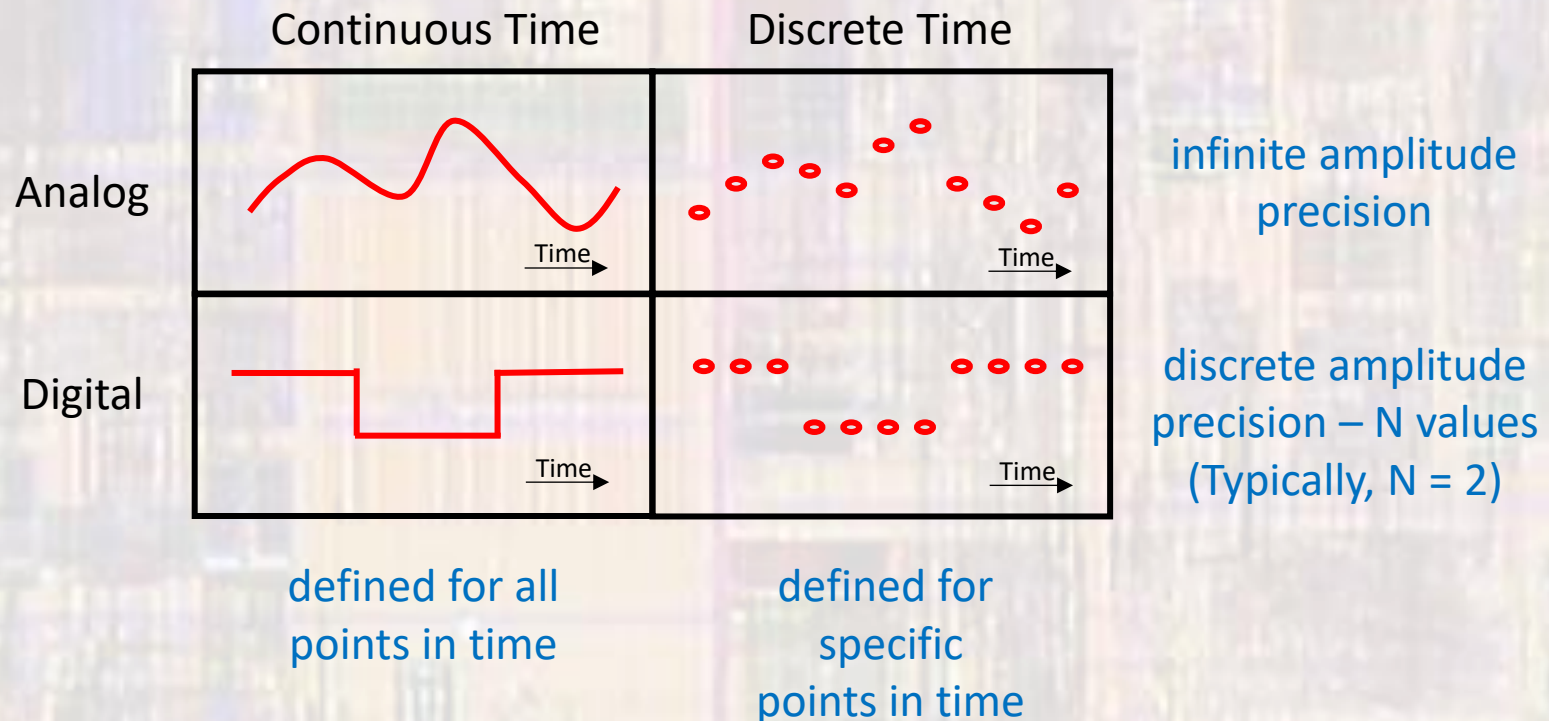 Continuous Time
Discrete Time
Analog
Time
Time
infinite amplitude
precision
Digital
Time
Time
discrete amplitude
precision – N values
(Typically, N = 2)
defined for all
points in time
defined for
specific
points in time